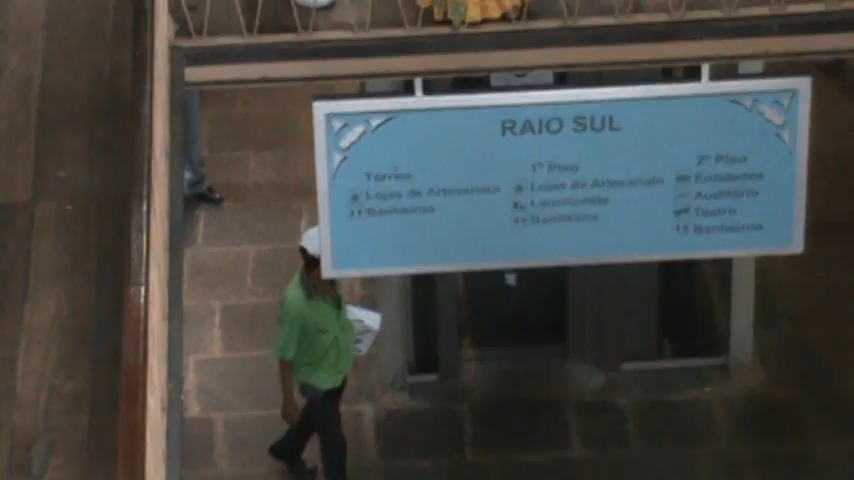 RAIO SUL
Térreo
Lojas de Artesanato
Banheiros
1º Piso
Lojas de Artesanato
Lanchonete
Banheiros
2º Piso
Entidades
Auditório
Teatro
Banheiros